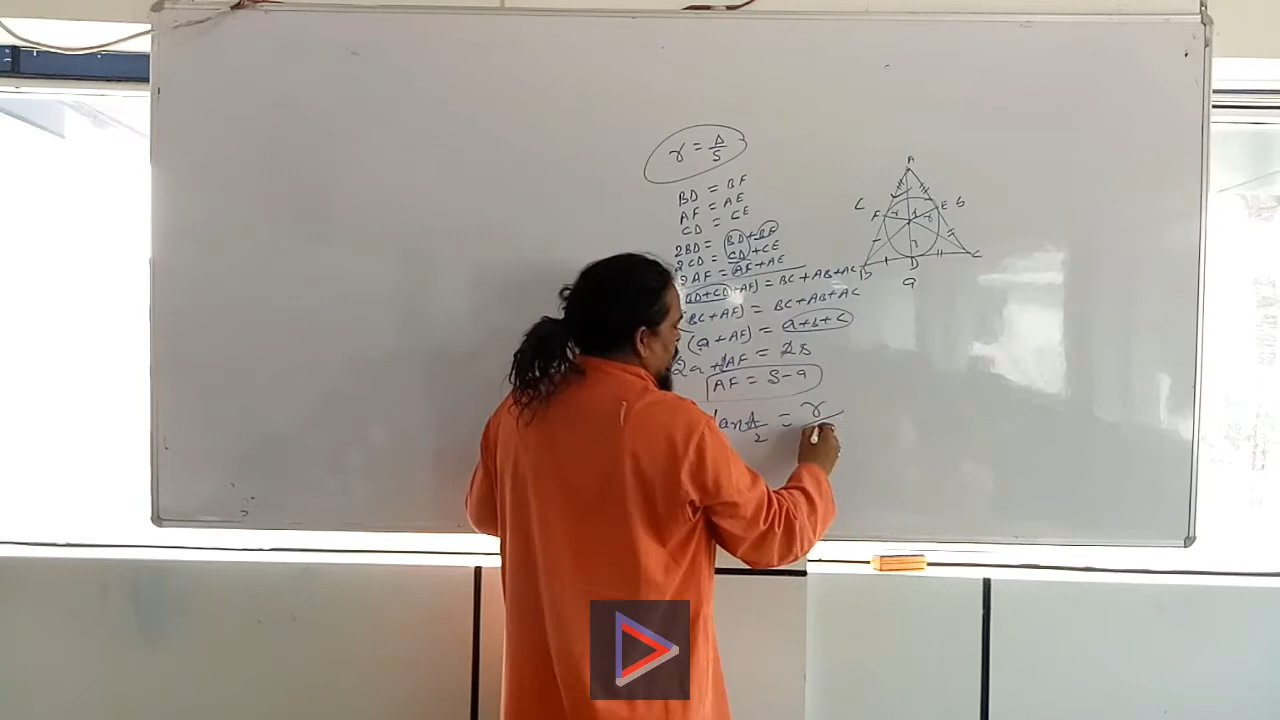 r = Δ/S
BD = BF
AF = AE
CD = CE
2BD = BD + BF
2CD = CD + CE
2AF = AF + AE
BD+CD+AF) = BC + AB + AC
BC + AF) = BC + AB + AC
(a + AF) = a+b+c
2a + 2AF = 2s
AF = S-a
tan A/2 = r
A
C
F
r
r
E
b
r
B
D
C
a